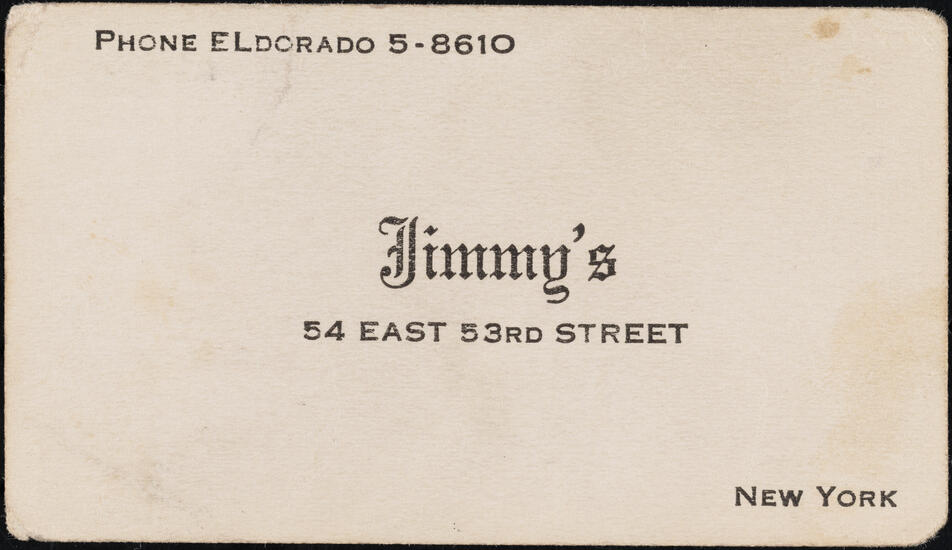 PHONE ELDORADO 5-8610
Jimmy's
54 EAST 53RD STREET
NEW YORK